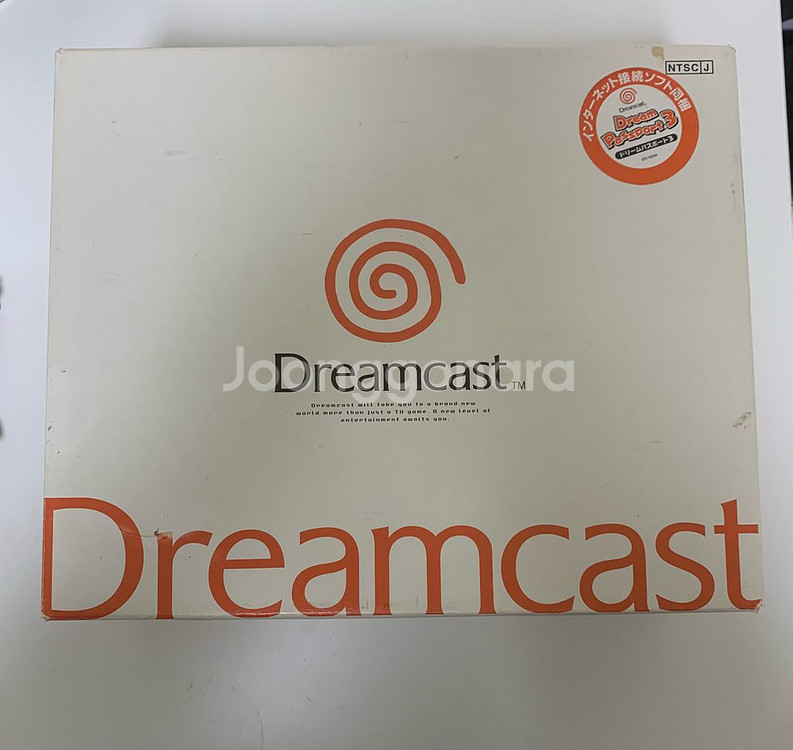 NTSC J
インターネット接続ソフト同梱
Dreamcast
Dream
Passport 3
ドリームパスポート3
Dreamcast™
Joonggonara
Dreamcast will take you to a brand new
world more than just a TV game. A new level of
entertainment awaits you.
Dreamcast